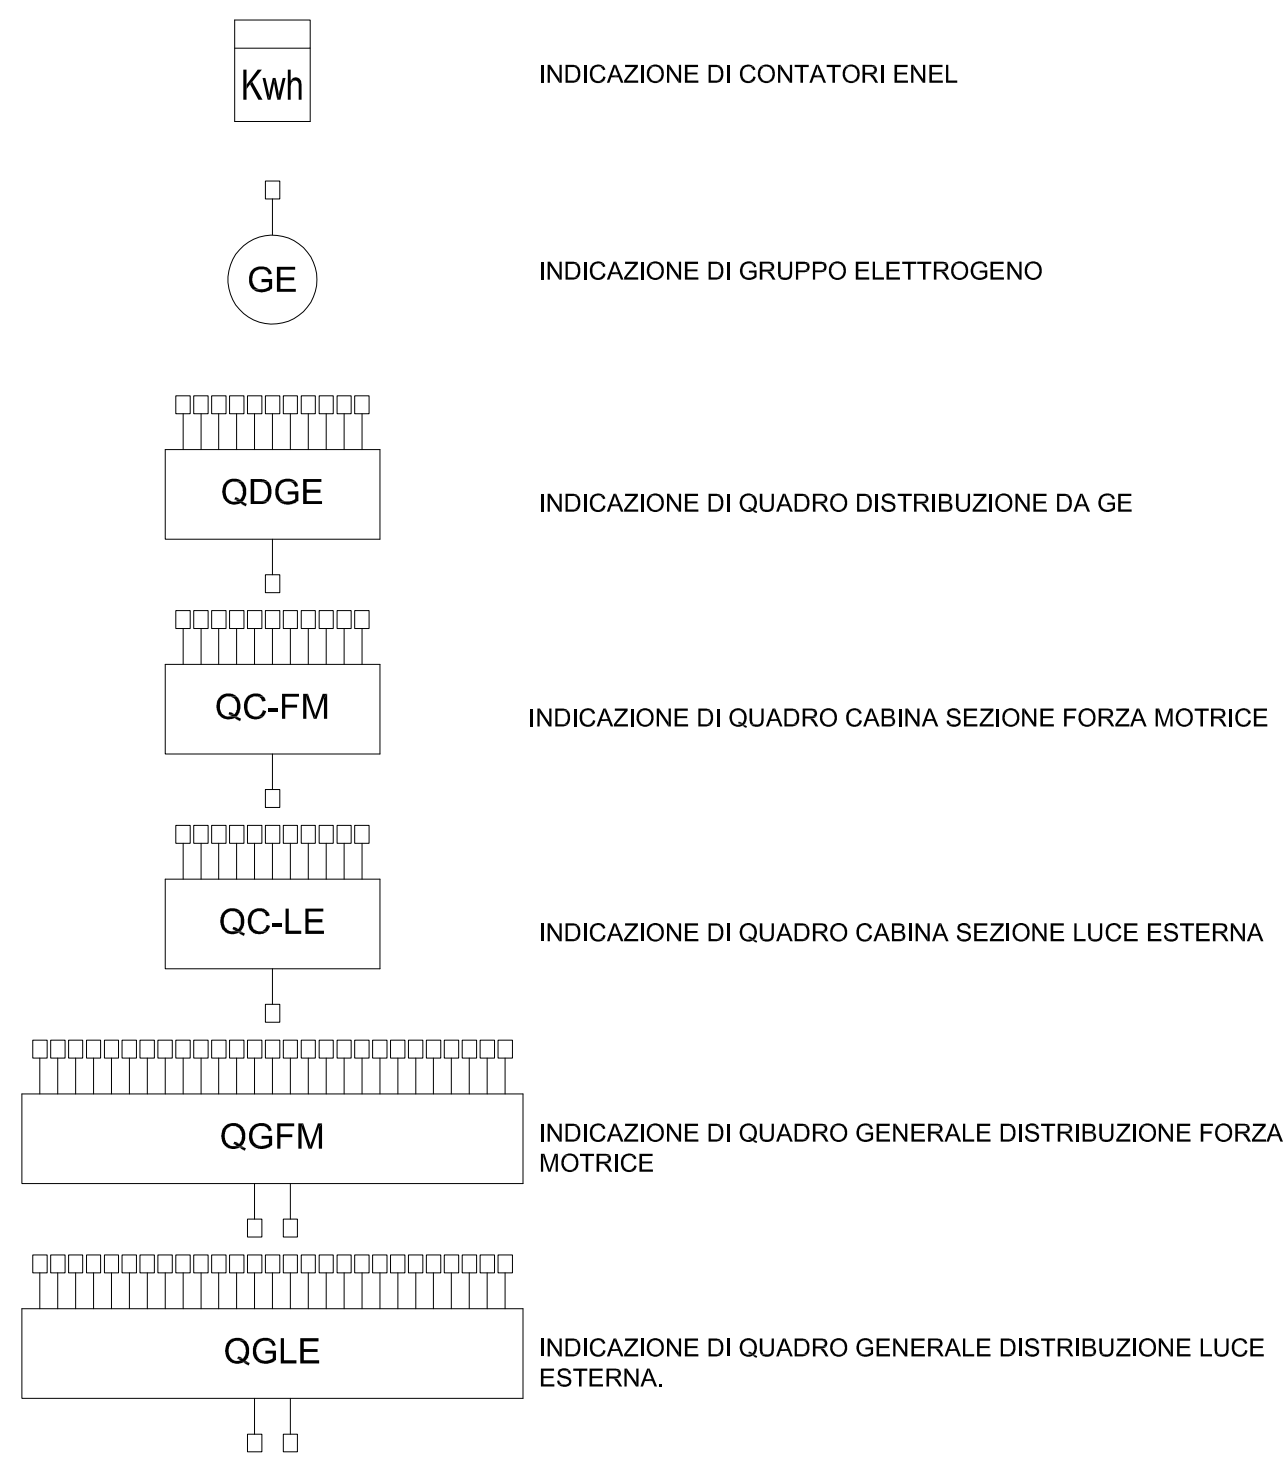 Kwh
INDICAZIONE DI CONTATORI ENEL
GE
INDICAZIONE DI GRUPPO ELETTROGENO
QDGE
INDICAZIONE DI QUADRO DISTRIBUZIONE DA GE
QC-FM
INDICAZIONE DI QUADRO CABINA SEZIONE FORZA MOTRICE
QC-LE
INDICAZIONE DI QUADRO CABINA SEZIONE LUCE ESTERNA
QGFM
INDICAZIONE DI QUADRO GENERALE DISTRIBUZIONE FORZA
MOTRICE
QGLE
INDICAZIONE DI QUADRO GENERALE DISTRIBUZIONE LUCE
ESTERNA.